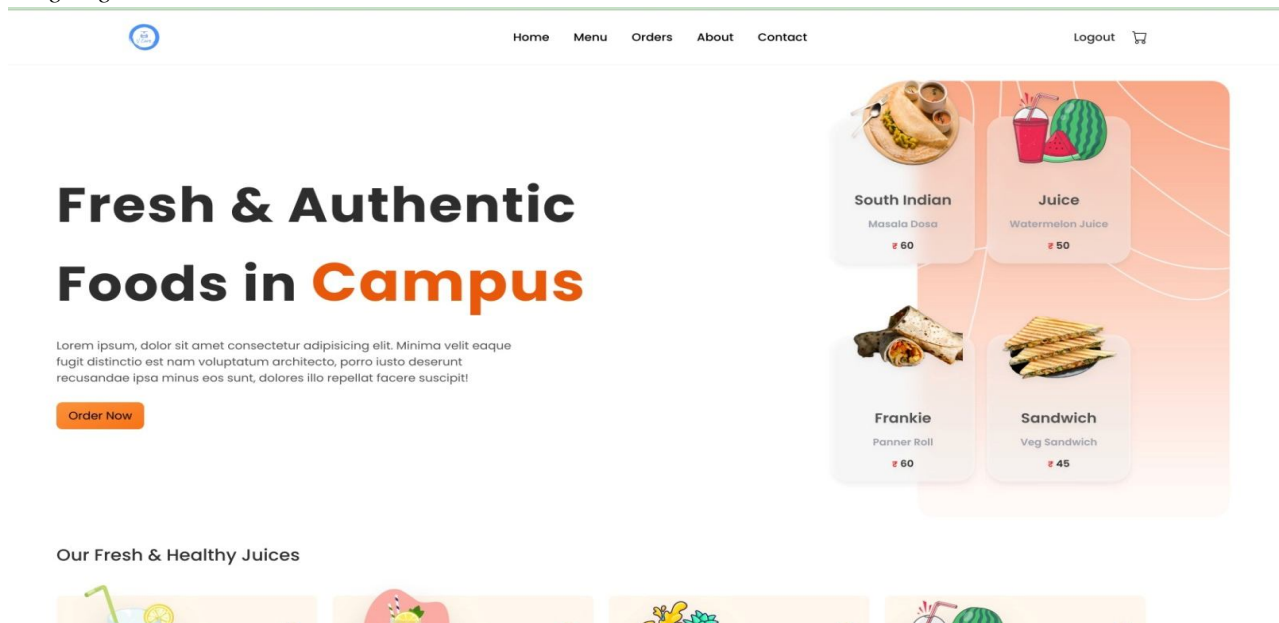 Home Menu Orders About Contact
Logout
Fresh & Authentic
Foods in Campus
Lorem ipsum, dolor sit amet consectetur adipisicing elit. Minima velit eaque
fugit distinctio est nam voluptatum architecto, porro iusto deserunt
recusandae ipsa minus eos sunt, dolores illo repellat facere suscipit!
Order Now
South Indian
Masala Dosa
₹ 60
Juice
Watermelon Juice
₹ 50
Frankie
Panner Roll
₹ 60
Sandwich
Veg Sandwich
₹ 45
Our Fresh & Healthy Juices